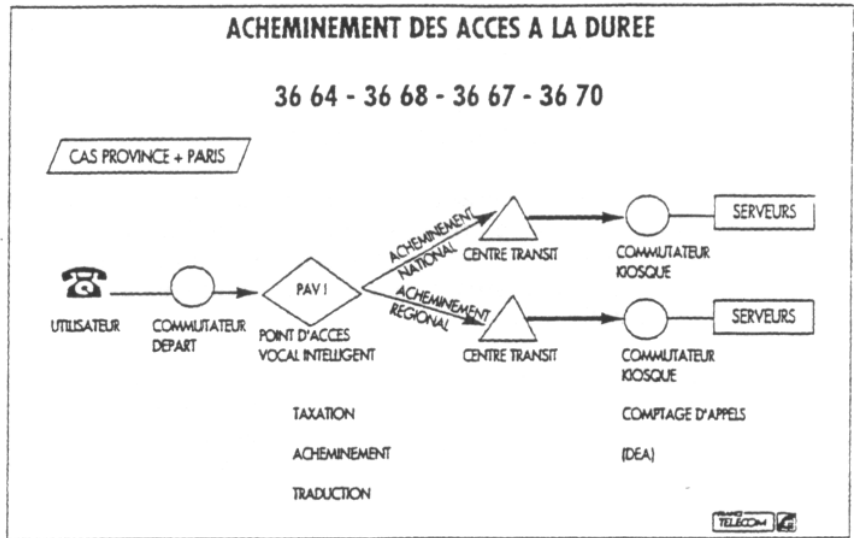 ACHEMINEMENT DES ACCES A LA DUREE
36 64 - 36 68 - 36 67 - 36 70
CAS PROVINCE + PARIS
ACHEMINEMENT
NATIONAL
CENTRE TRANSIT
COMMUTATEUR
KIOSQUE
SERVEURS
UTILISATEUR
COMMUTATEUR
DEPART
PAVI
POINT D'ACCES
VOCAL INTELLIGENT
ACHEMINEMENT
REGIONAL
CENTRE TRANSIT
COMMUTATEUR
KIOSQUE
SERVEURS
TAXATION
COMPTAGE D'APPELS
ACHEMINEMENT
(DEA)
TRADUCTION
FRANCE
TELECOM